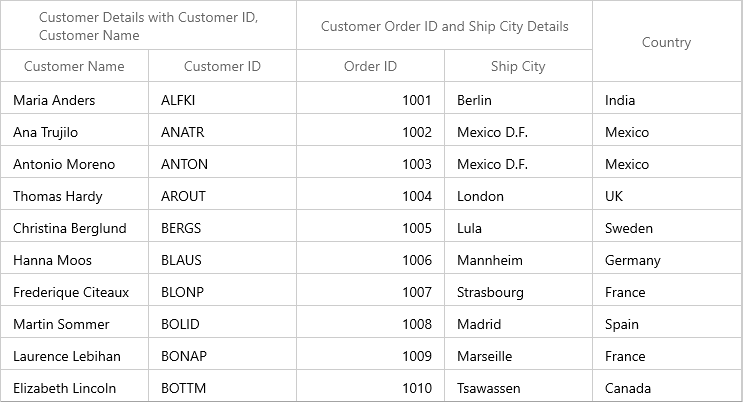 Customer Details with Customer ID,
Customer Name
Customer Order ID and Ship City Details
Country
Customer Name Customer ID Order ID Ship City
Maria Anders ALFKI 1001 Berlin India
Ana Trujilo ANATR 1002 Mexico D.F. Mexico
Antonio Moreno ANTON 1003 Mexico D.F. Mexico
Thomas Hardy AROUT 1004 London UK
Christina Berglund BERGS 1005 Lula Sweden
Hanna Moos BLAUS 1006 Mannheim Germany
Frederique Citeaux BLONP 1007 Strasbourg France
Martin Sommer BOLID 1008 Madrid Spain
Laurence Lebihan BONAP 1009 Marseille France
Elizabeth Lincoln BOTTM 1010 Tsawassen Canada